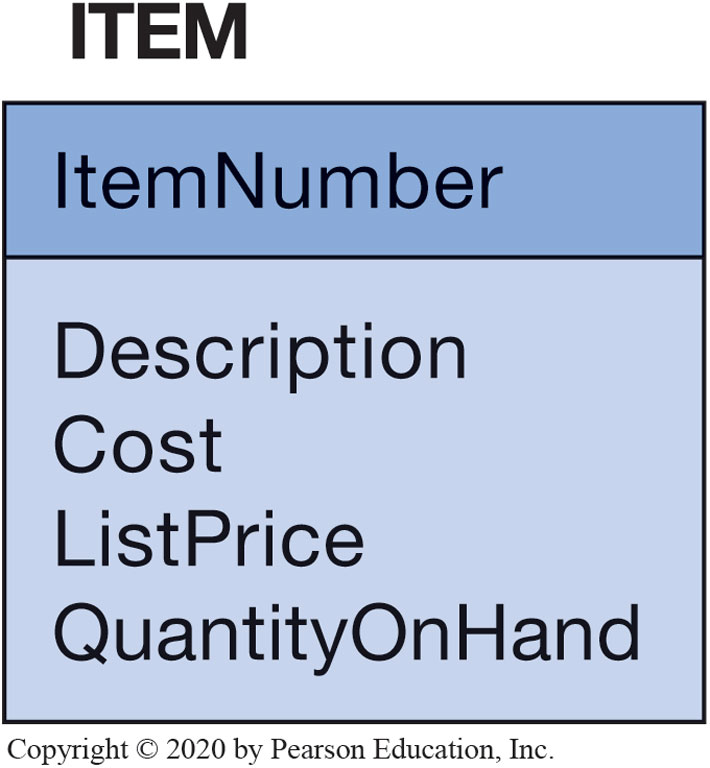 ITEM
ItemNumber
Description
Cost
ListPrice
QuantityOnHand
Copyright © 2020 by Pearson Education, Inc.